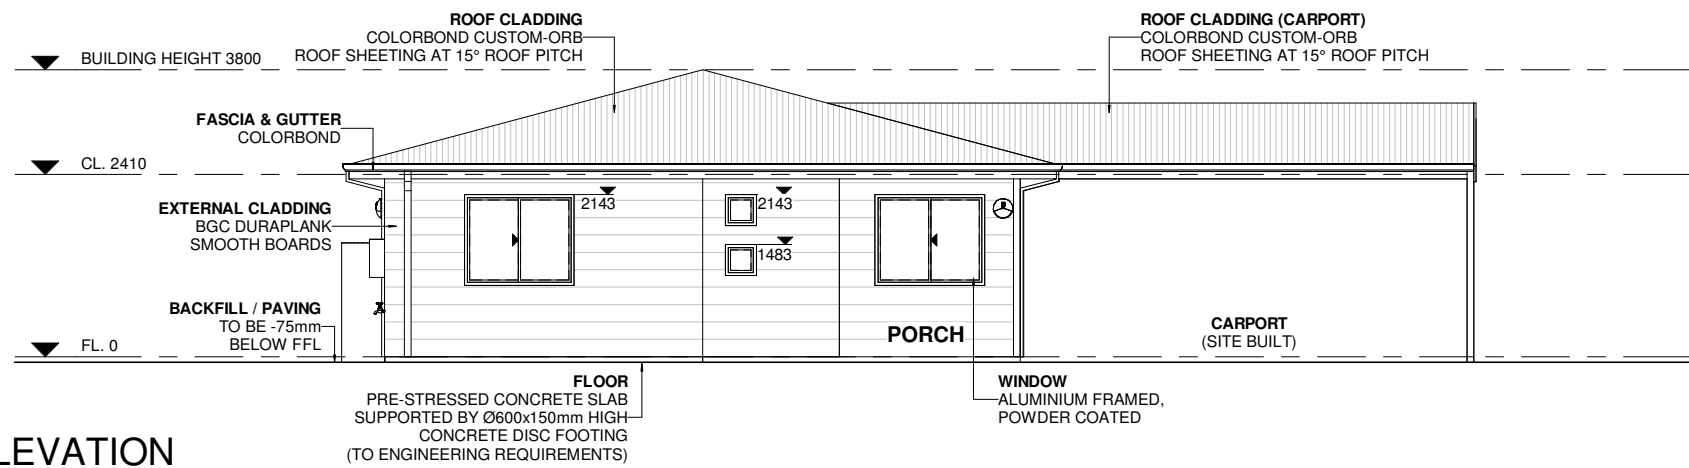 ROOF CLADDING
COLORBOND CUSTOM-ORB
ROOF SHEETING AT 15° ROOF PITCH
ROOF CLADDING (CARPORT)
COLORBOND CUSTOM-ORB
ROOF SHEETING AT 15° ROOF PITCH
BUILDING HEIGHT 3800
FASCIA & GUTTER
COLORBOND
CL. 2410
EXTERNAL CLADDING
BGC DURAPLANK
SMOOTH BOARDS
2143
2143
1483
BACKFILL / PAVING
TO BE -75mm
BELOW FFL
FL. 0
PORCH
CARPORT
(SITE BUILT)
FLOOR
PRE-STRESSED CONCRETE SLAB
SUPPORTED BY Ø600x150mm HIGH
CONCRETE DISC FOOTING
(TO ENGINEERING REQUIREMENTS)
WINDOW
ALUMINIUM FRAMED,
POWDER COATED
LEVATION